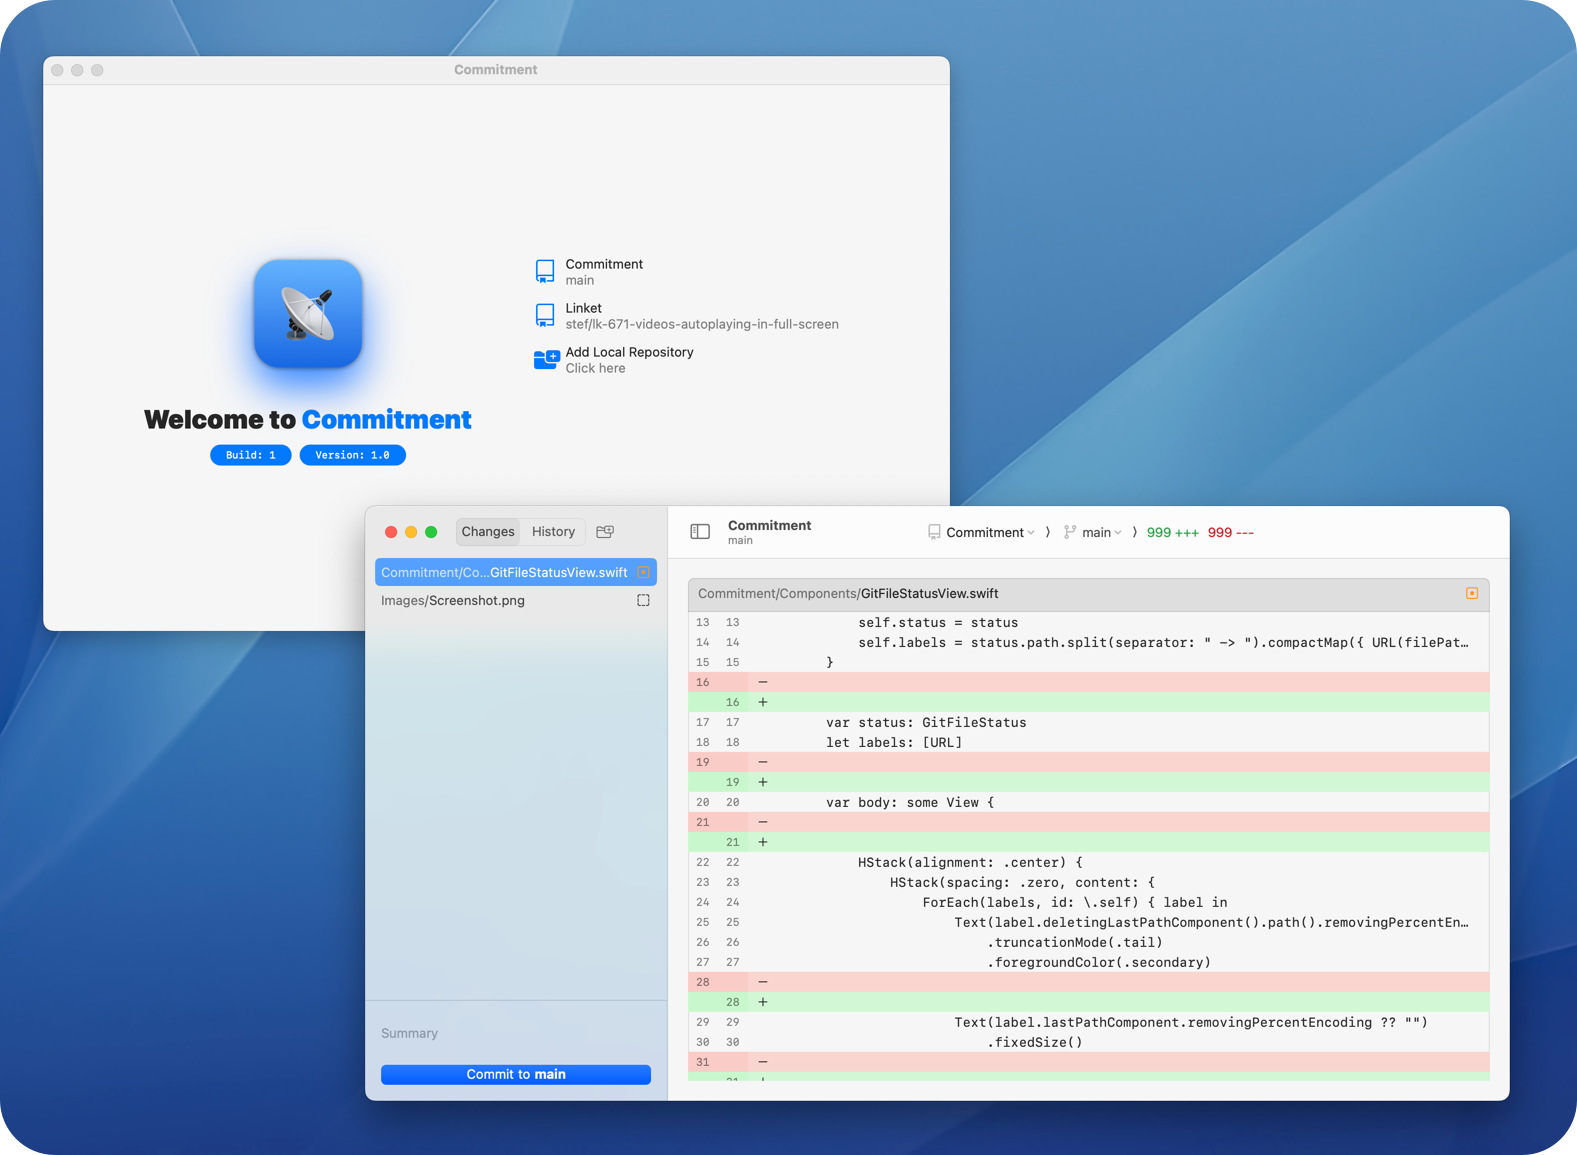 Commitment
Commitment
main
Linket
stef/lk-671-videos-autoplaying-in-full-screen
Add Local Repository
Click here
Welcome to Commitment
Build: 1 Version: 1.0
Changes History
Commitment/Co...GitFileStatusView.swift
Images/Screenshot.png
Summary
Commit to main
Commitment
main
Commitment ⟩ main ⟩ 999 +++ 999 ---
Commitment/Components/GitFileStatusView.swift
13 13 self.status = status
14 14 self.labels = status.path.split(separator: " -> ").compactMap({ URL(filePat…
15 15 }
16 −
16 +
17 17 var status: GitFileStatus
18 18 let labels: [URL]
19 −
19 +
20 20 var body: some View {
21 −
21 +
22 22 HStack(alignment: .center) {
23 23 HStack(spacing: .zero, content: {
24 24 ForEach(labels, id: \.self) { label in
25 25 Text(label.deletingLastPathComponent().path().removingPercentEn…
26 26 .truncationMode(.tail)
27 27 .foregroundColor(.secondary)
28 −
28 +
29 29 Text(label.lastPathComponent.removingPercentEncoding ?? "")
30 30 .fixedSize()
31 −
31 +